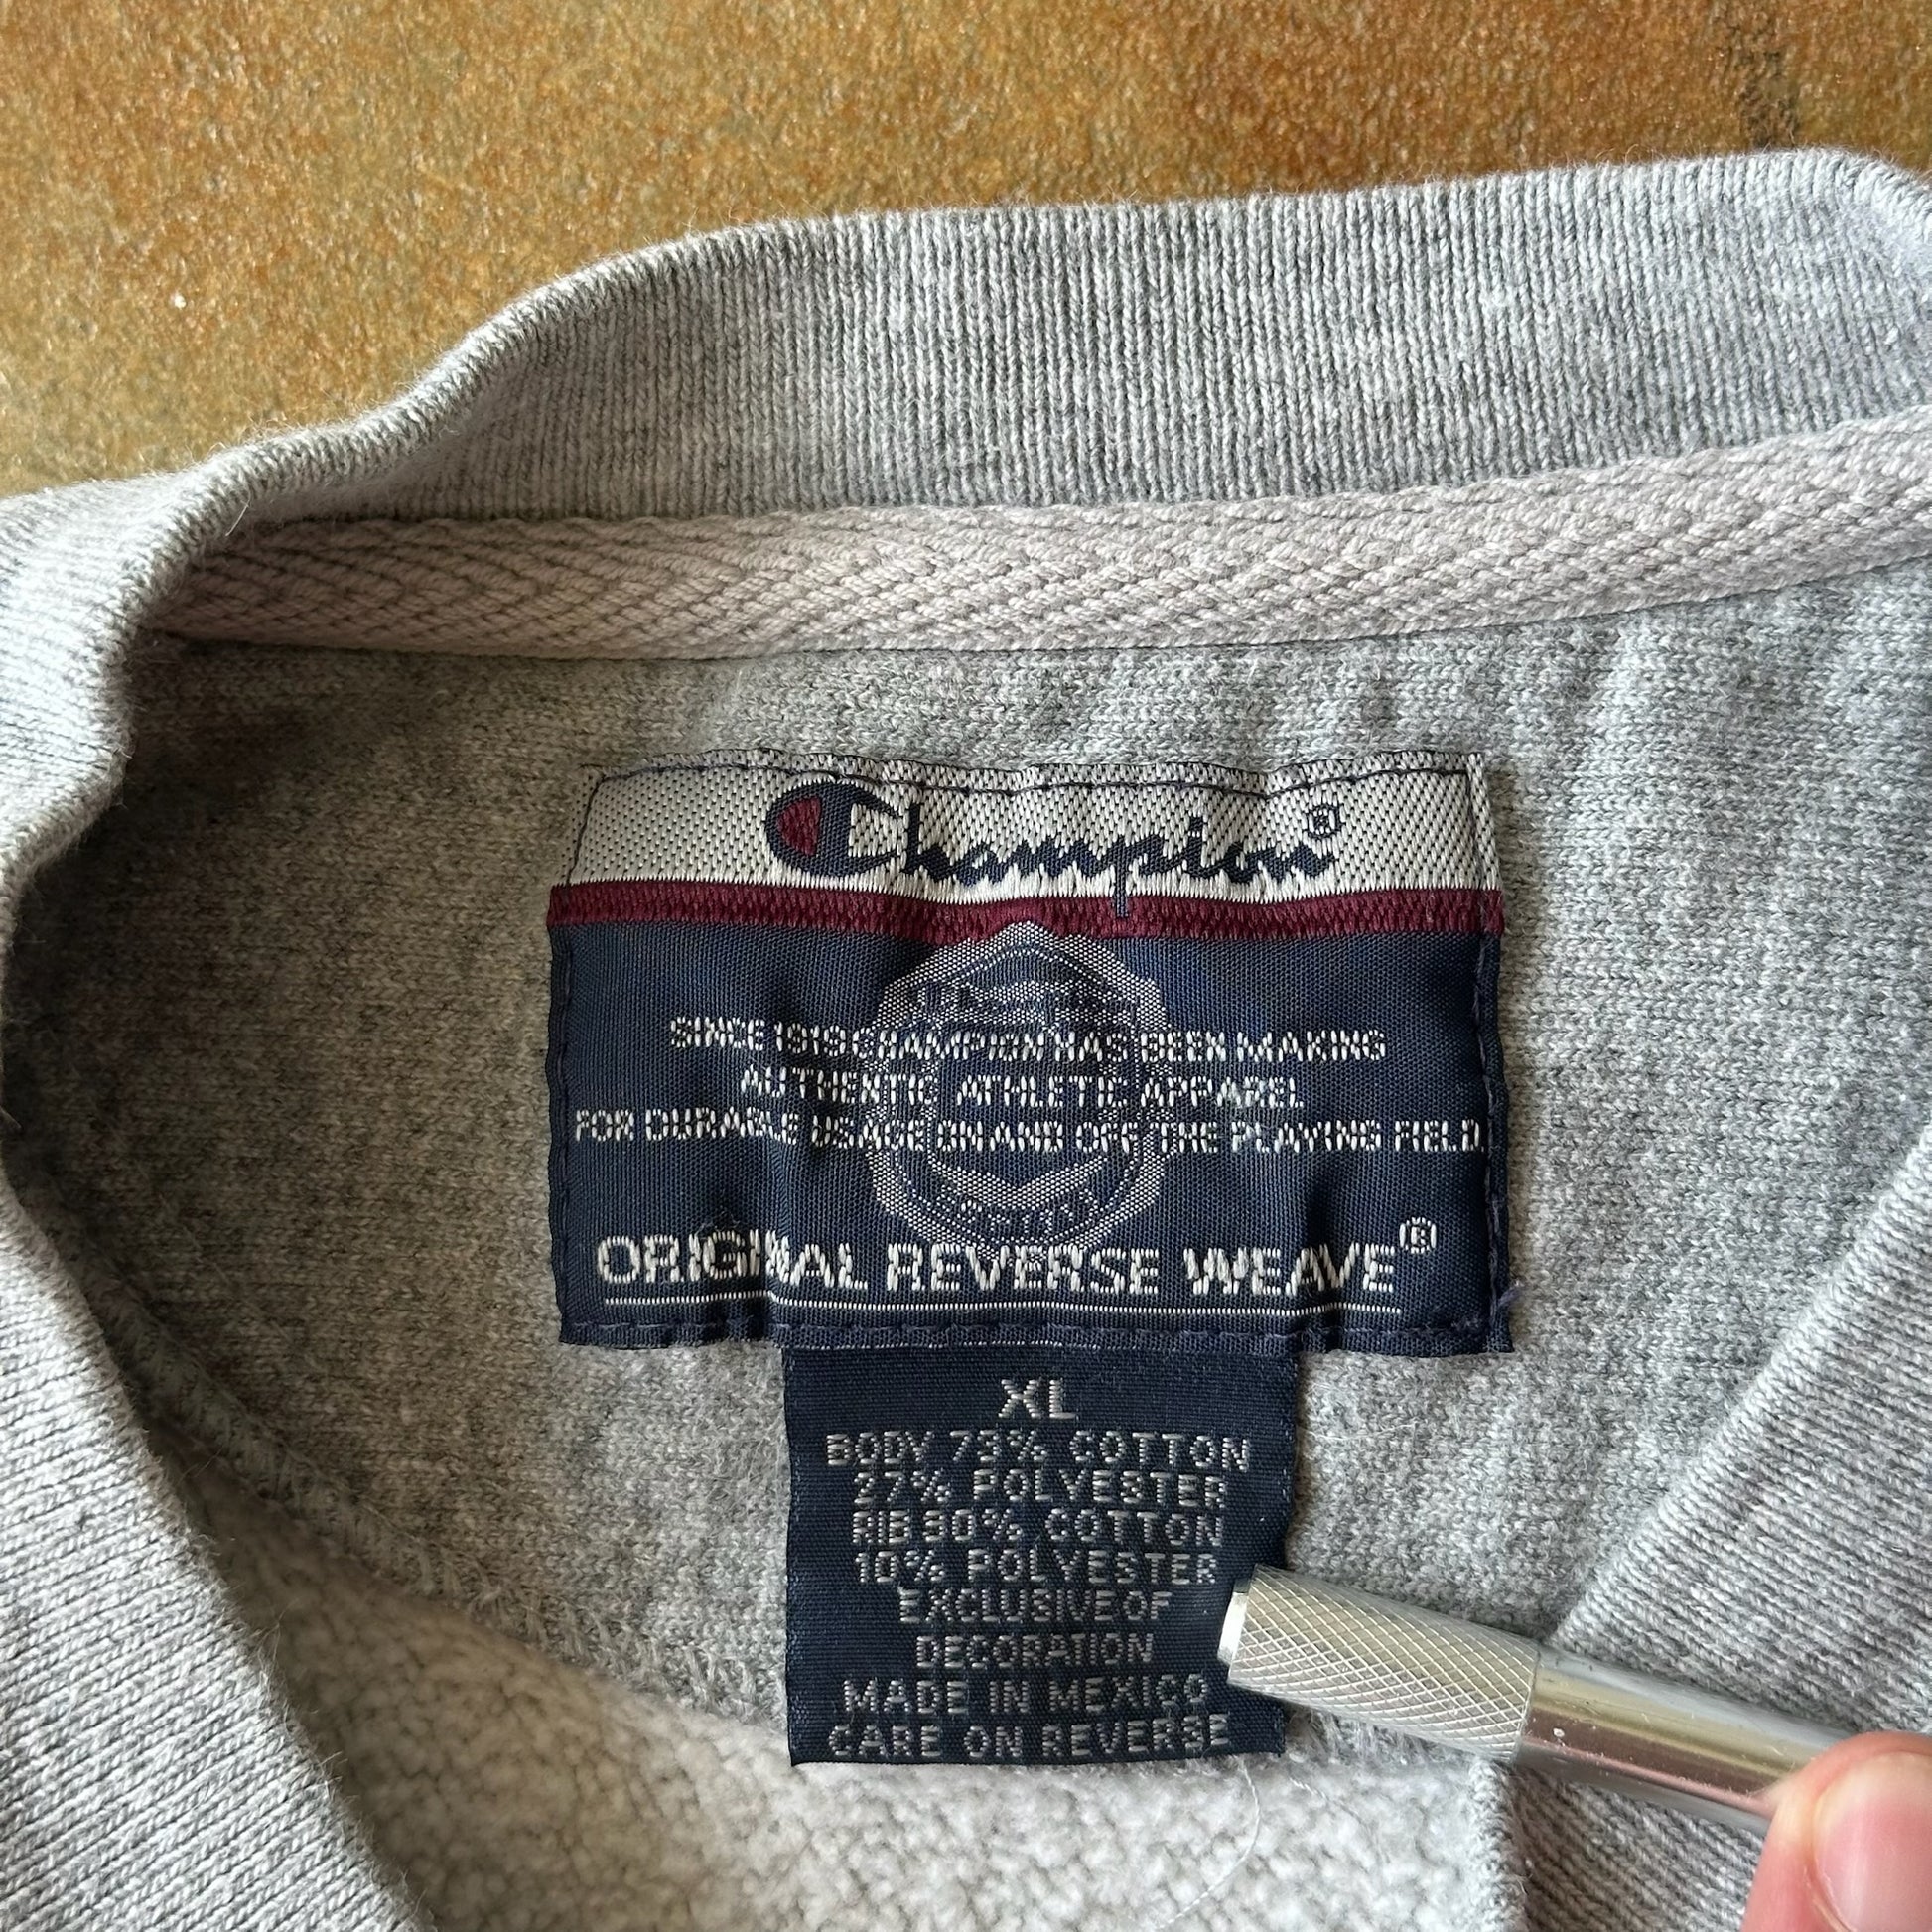 Champion®
SINCE 1919 CHAMPION HAS BEEN MAKING
AUTHENTIC ATHLETIC APPAREL
FOR DURABLE USAGE ON AND OFF THE PLAYING FIELD
ORIGINAL REVERSE WEAVE®
XL
BODY 73% COTTON
27% POLYESTER
RIB 90% COTTON
10% POLYESTER
EXCLUSIVE OF
DECORATION
MADE IN MEXICO
CARE ON REVERSE